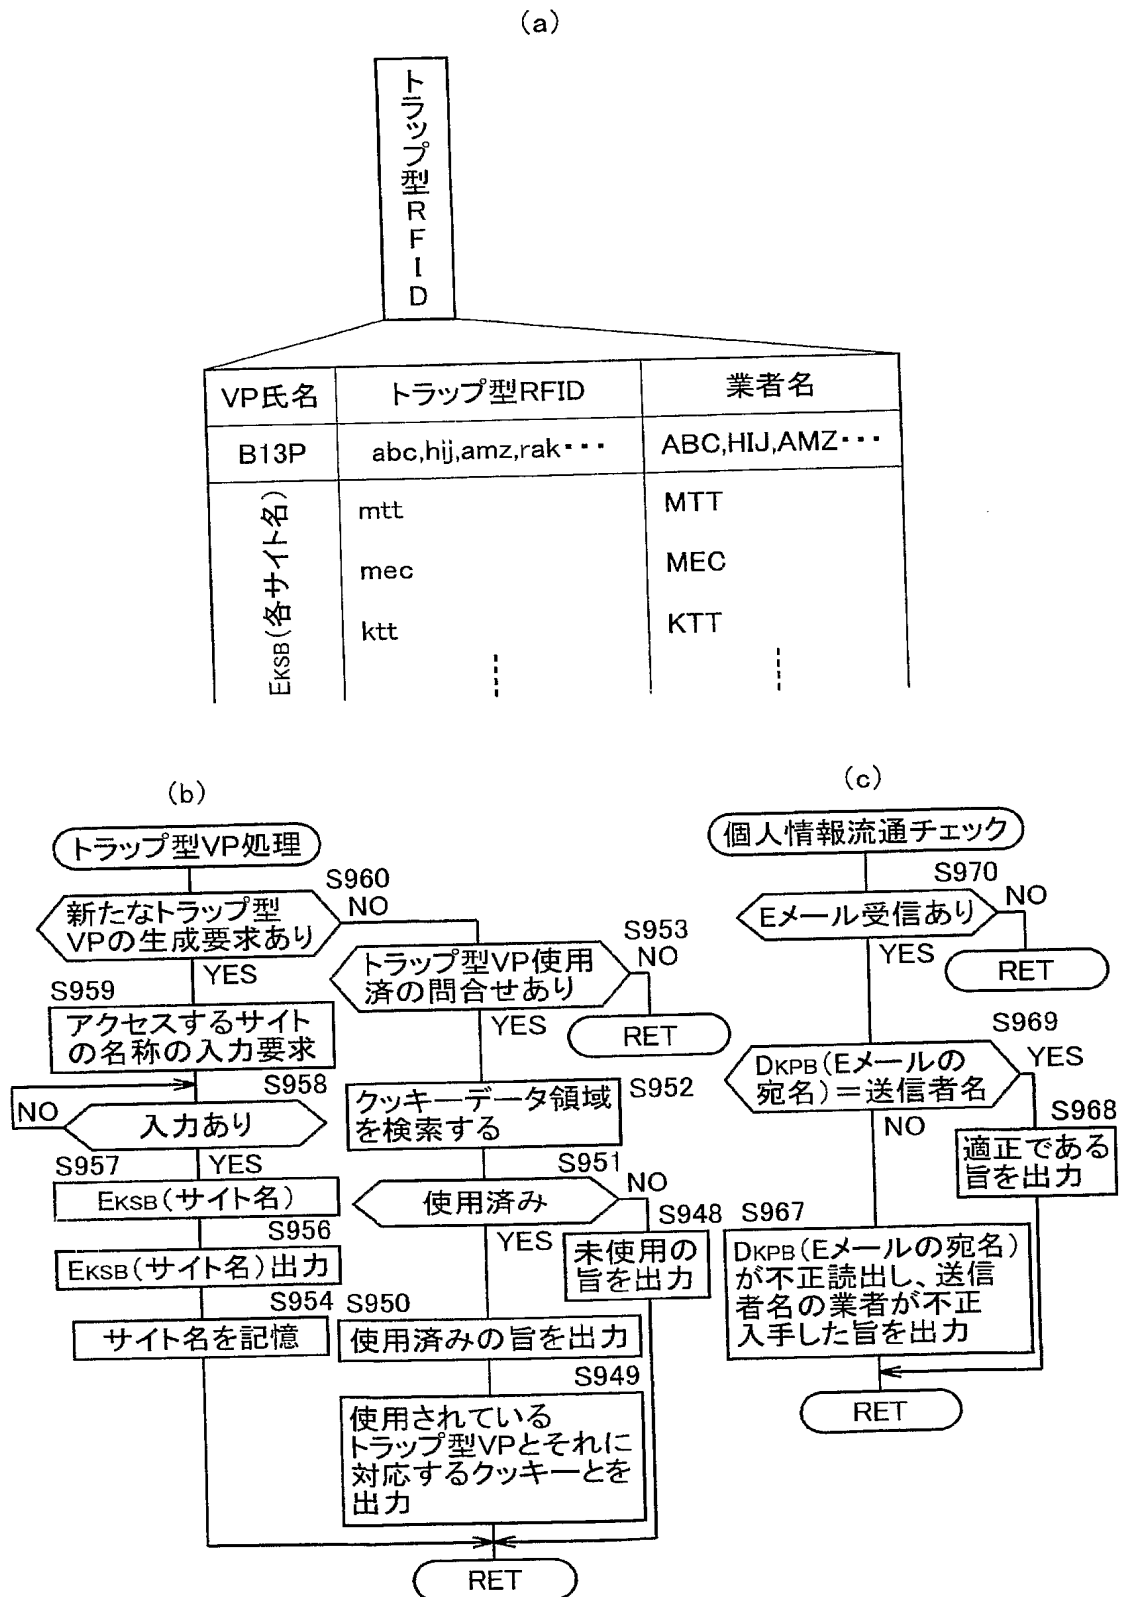 (a)
トラップ型RFID
VP氏名 トラップ型RFID 業者名
B13P abc,hij,amz,rak・・・ ABC,HIJ,AMZ・・・
EKSB(各サイト名)
mtt MTT
mec MEC
ktt KTT
(b)
トラップ型VP処理
S960
新たなトラップ型
VPの生成要求あり
NO
YES
S959
アクセスするサイト
の名称の入力要求
S958
NO
入力あり
YES
S957
EKSB(サイト名)
S956
EKSB(サイト名)出力
S954
サイト名を記憶
S953
トラップ型VP使用
済の問合せあり
NO
RET
YES
S952
クッキーデータ領域
を検索する
S951
使用済み
NO
YES
S948
未使用の
旨を出力
S950
使用済みの旨を出力
S949
使用されている
トラップ型VPとそれに
対応するクッキーとを
出力
RET
(c)
個人情報流通チェック
S970
Eメール受信あり
NO
RET
YES
S969
DKPB(Eメールの
宛名)=送信者名
YES
NO
S968
適正である
旨を出力
S967
DKPB(Eメールの宛名)
が不正読出し、送信
者名の業者が不正
入手した旨を出力
RET